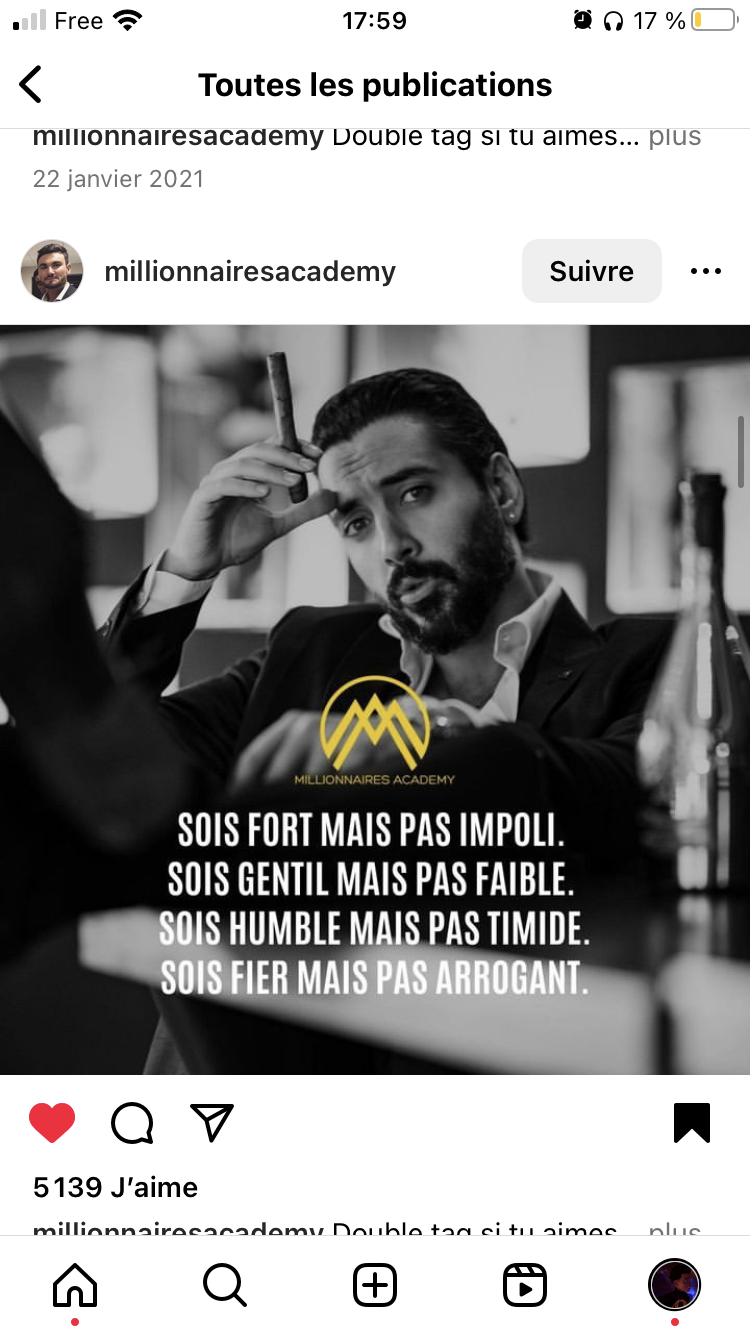 Free 17:59 17 %
Toutes les publications
millionnairesacademy Double tag si tu aimes... plus
22 janvier 2021
millionnairesacademy Suivre
MILLIONNAIRES ACADEMY
SOIS FORT MAIS PAS IMPOLI.
SOIS GENTIL MAIS PAS FAIBLE.
SOIS HUMBLE MAIS PAS TIMIDE.
SOIS FIER MAIS PAS ARROGANT.
5 139 J’aime
millionnairesacademy Double tag si tu aimes... plus